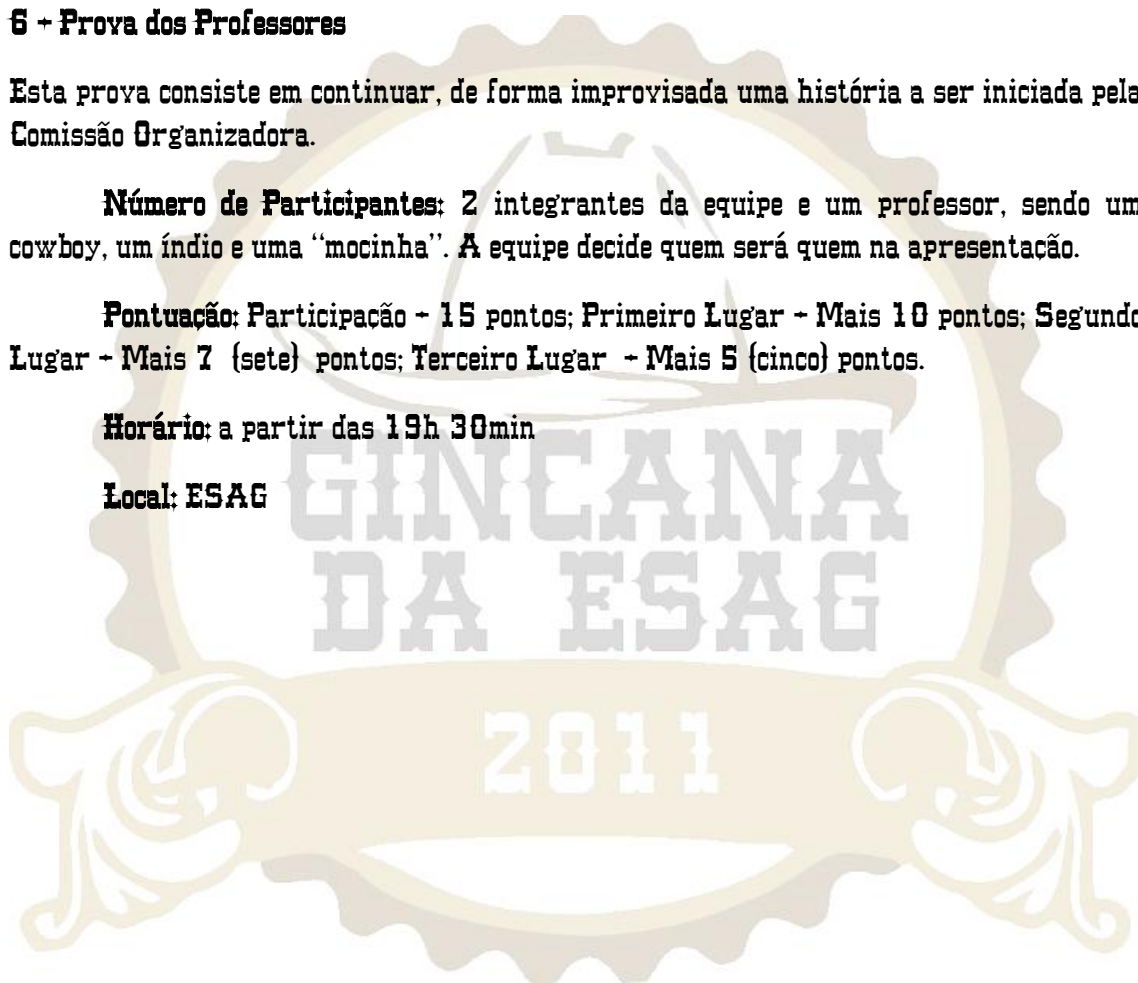 6 - Prova dos Professores
Esta prova consiste em continuar, de forma improvisada uma história a ser iniciada pela
Comissão Organizadora.
Número de Participantes: 2 integrantes da equipe e um professor, sendo um
cowboy, um índio e uma “mocinha”. A equipe decide quem será quem na apresentação.
Pontuação: Participação - 15 pontos; Primeiro Lugar - Mais 10 pontos; Segundo
Lugar - Mais 7 (sete) pontos; Terceiro Lugar - Mais 5 (cinco) pontos.
Horário: a partir das 19h 30min
Local: ESAG
GINCANA
DA ESAG
2011